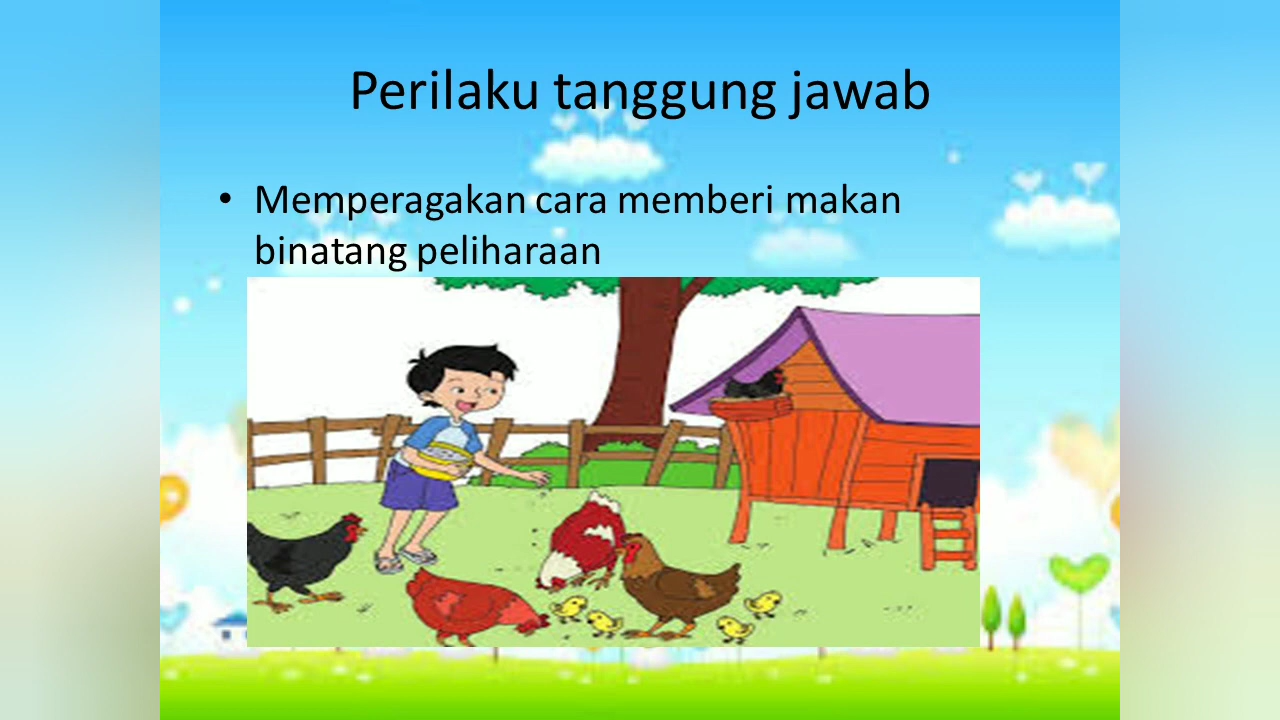 Perilaku tanggung jawab
• Memperagakan cara memberi makan
binatang peliharaan